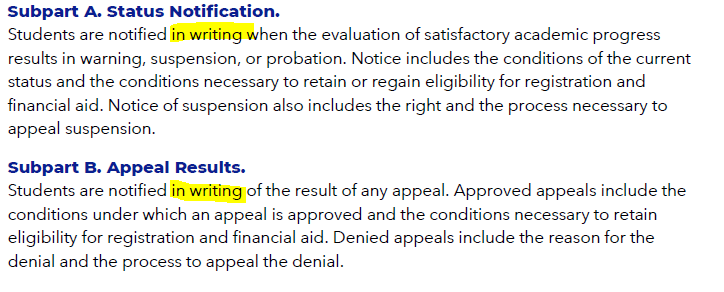 Subpart A. Status Notification.
Students are notified in writing when the evaluation of satisfactory academic progress
results in warning, suspension, or probation. Notice includes the conditions of the current
status and the conditions necessary to retain or regain eligibility for registration and
financial aid. Notice of suspension also includes the right and the process necessary to
appeal suspension.
Subpart B. Appeal Results.
Students are notified in writing of the result of any appeal. Approved appeals include the
conditions under which an appeal is approved and the conditions necessary to retain
eligibility for registration and financial aid. Denied appeals include the reason for the
denial and the process to appeal the denial.